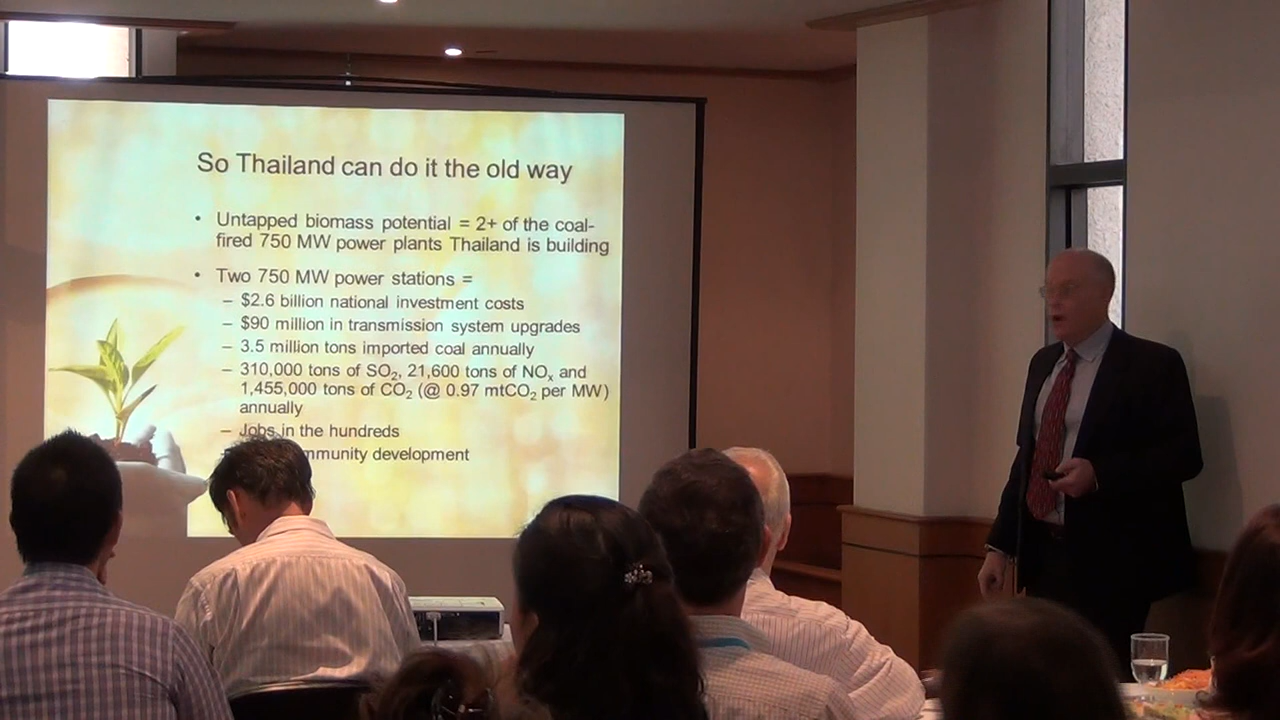 So Thailand can do it the old way
• Untapped biomass potential = 2+ of the coal-
fired 750 MW power plants Thailand is building
• Two 750 MW power stations =
– $2.6 billion national investment costs
– $90 million in transmission system upgrades
– 3.5 million tons imported coal annually
– 310,000 tons of SO₂, 21,600 tons of NOₓ and
1,455,000 tons of CO₂ (@ 0.97 mtCO₂ per MW)
annually
– Jobs in the hundreds
development